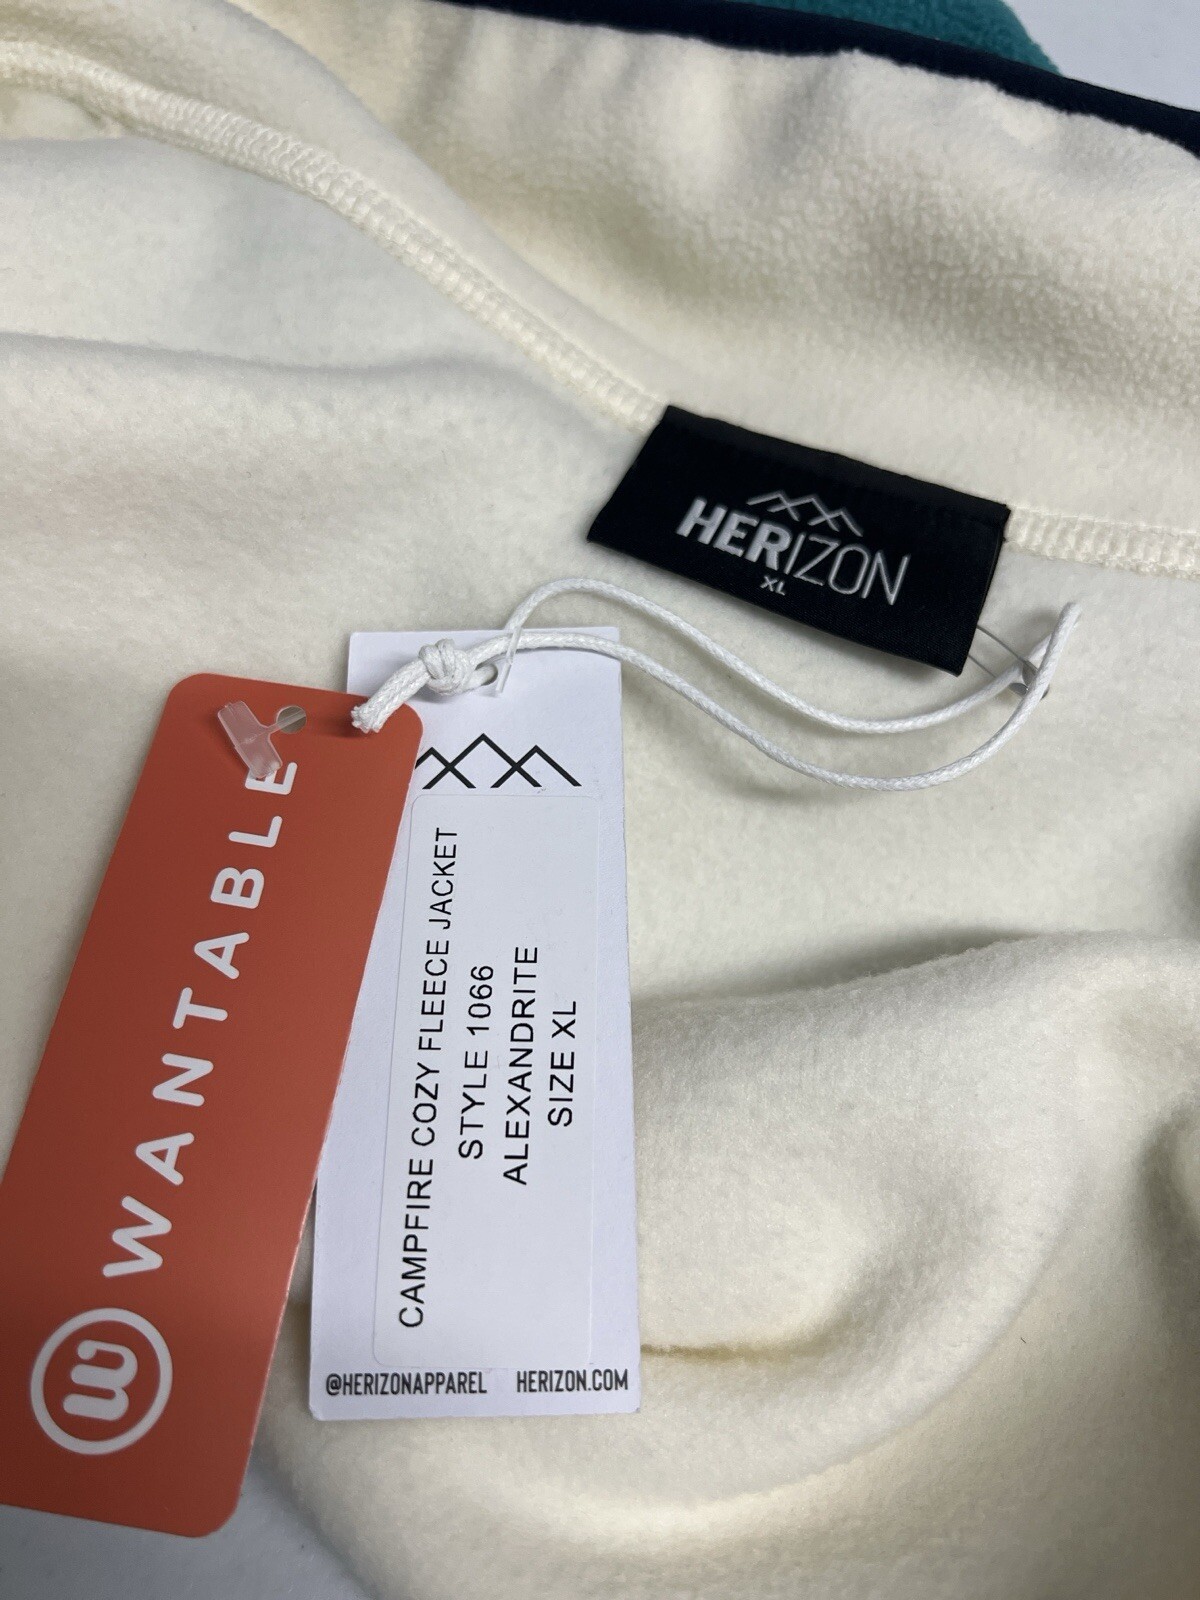 HERIZON
XL
WANTABLE
CAMPFIRE COZY FLEECE JACKET
STYLE 1066
ALEXANDRITE
SIZE XL
@HERIZONAPPAREL HERIZON.COM
W